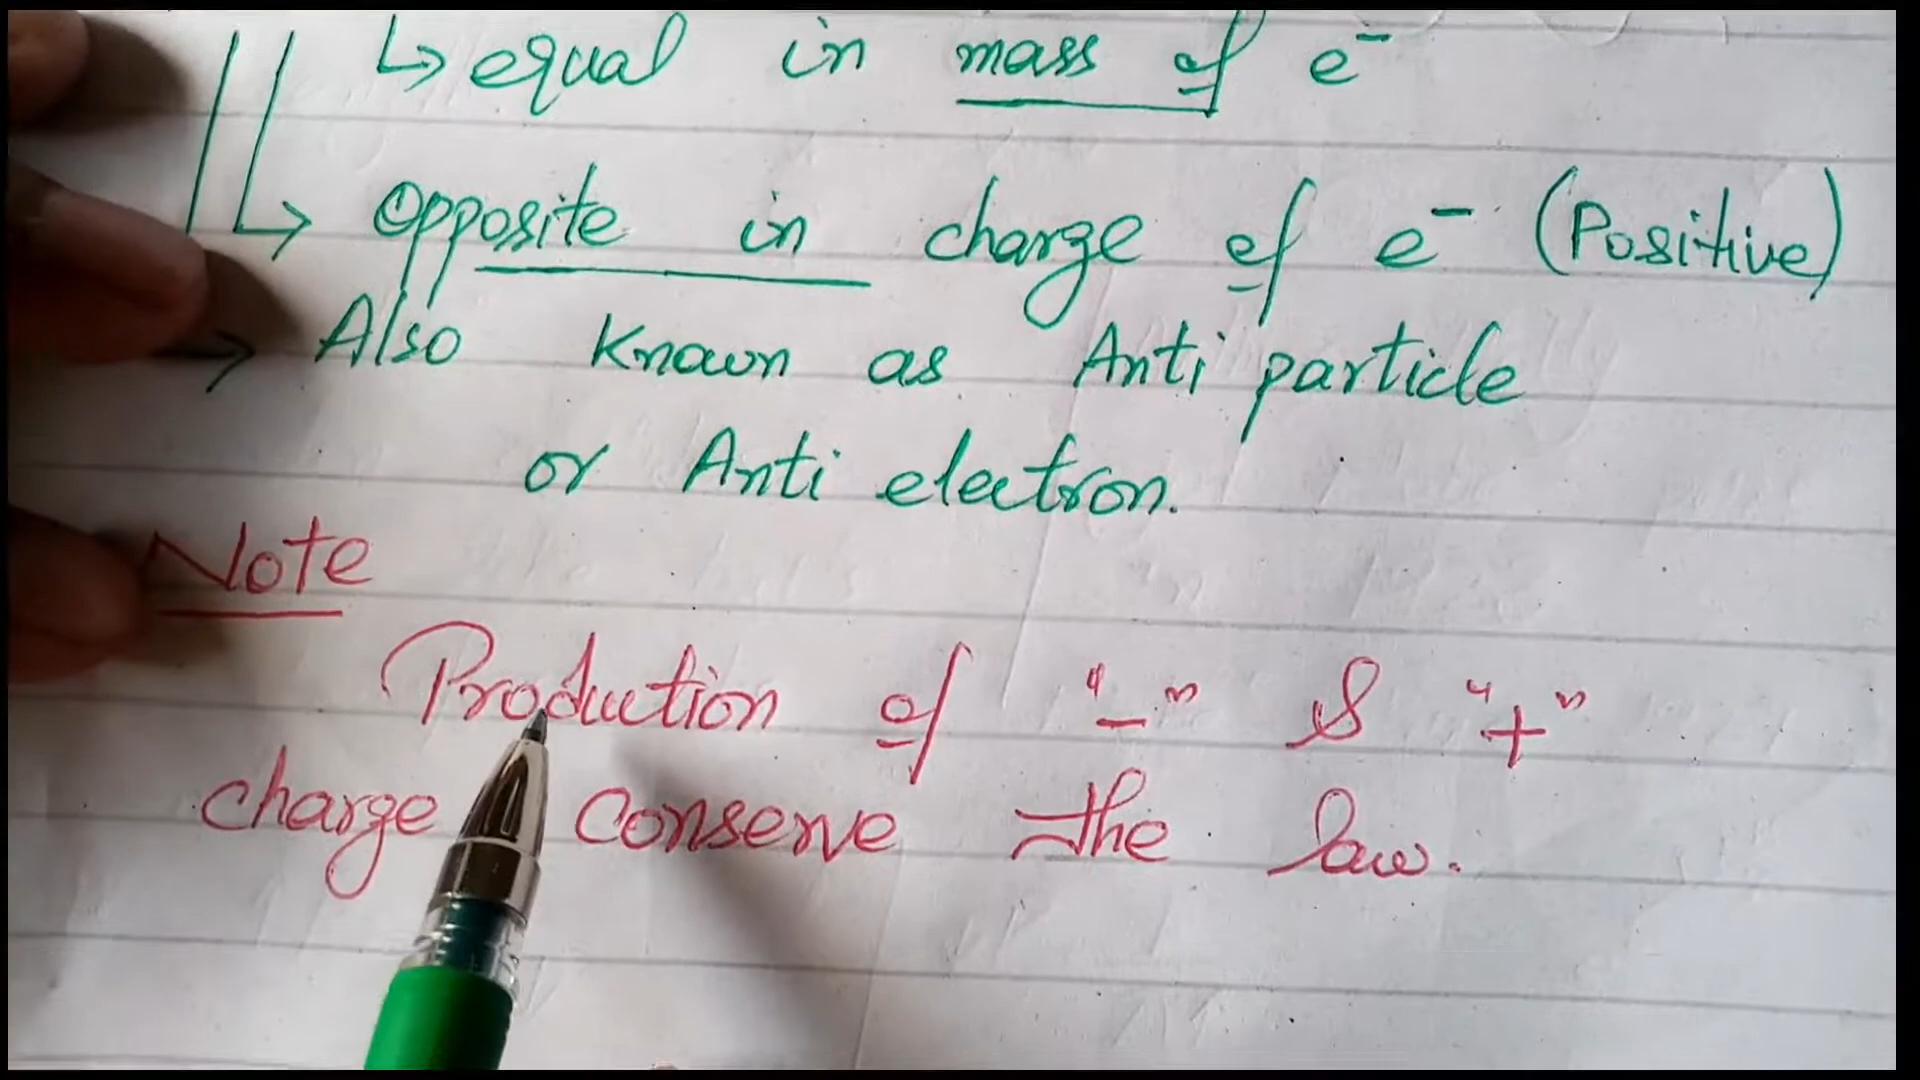 ↳ equal in mass of e⁻
↳ opposite in charge of e⁻ (Positive)
→ Also Known as Anti particle
or Anti electron.
Note
Production of "-" & "+"
charge conserve the law.